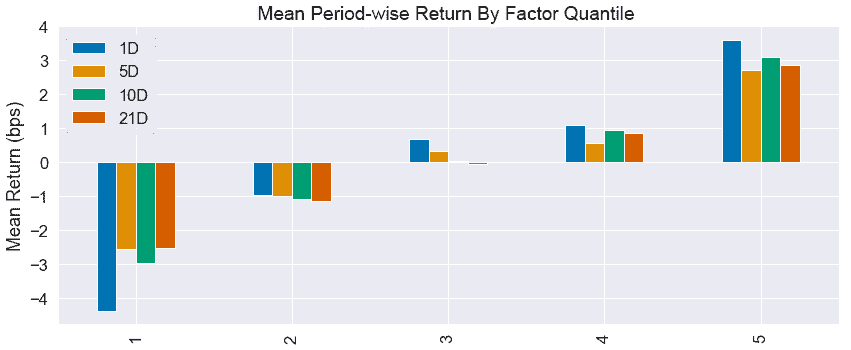 Mean Period-wise Return By Factor Quantile
Mean Return (bps)
4
3
2
1
0
−1
−2
−3
−4
1D
5D
10D
21D
1
2
3
4
5